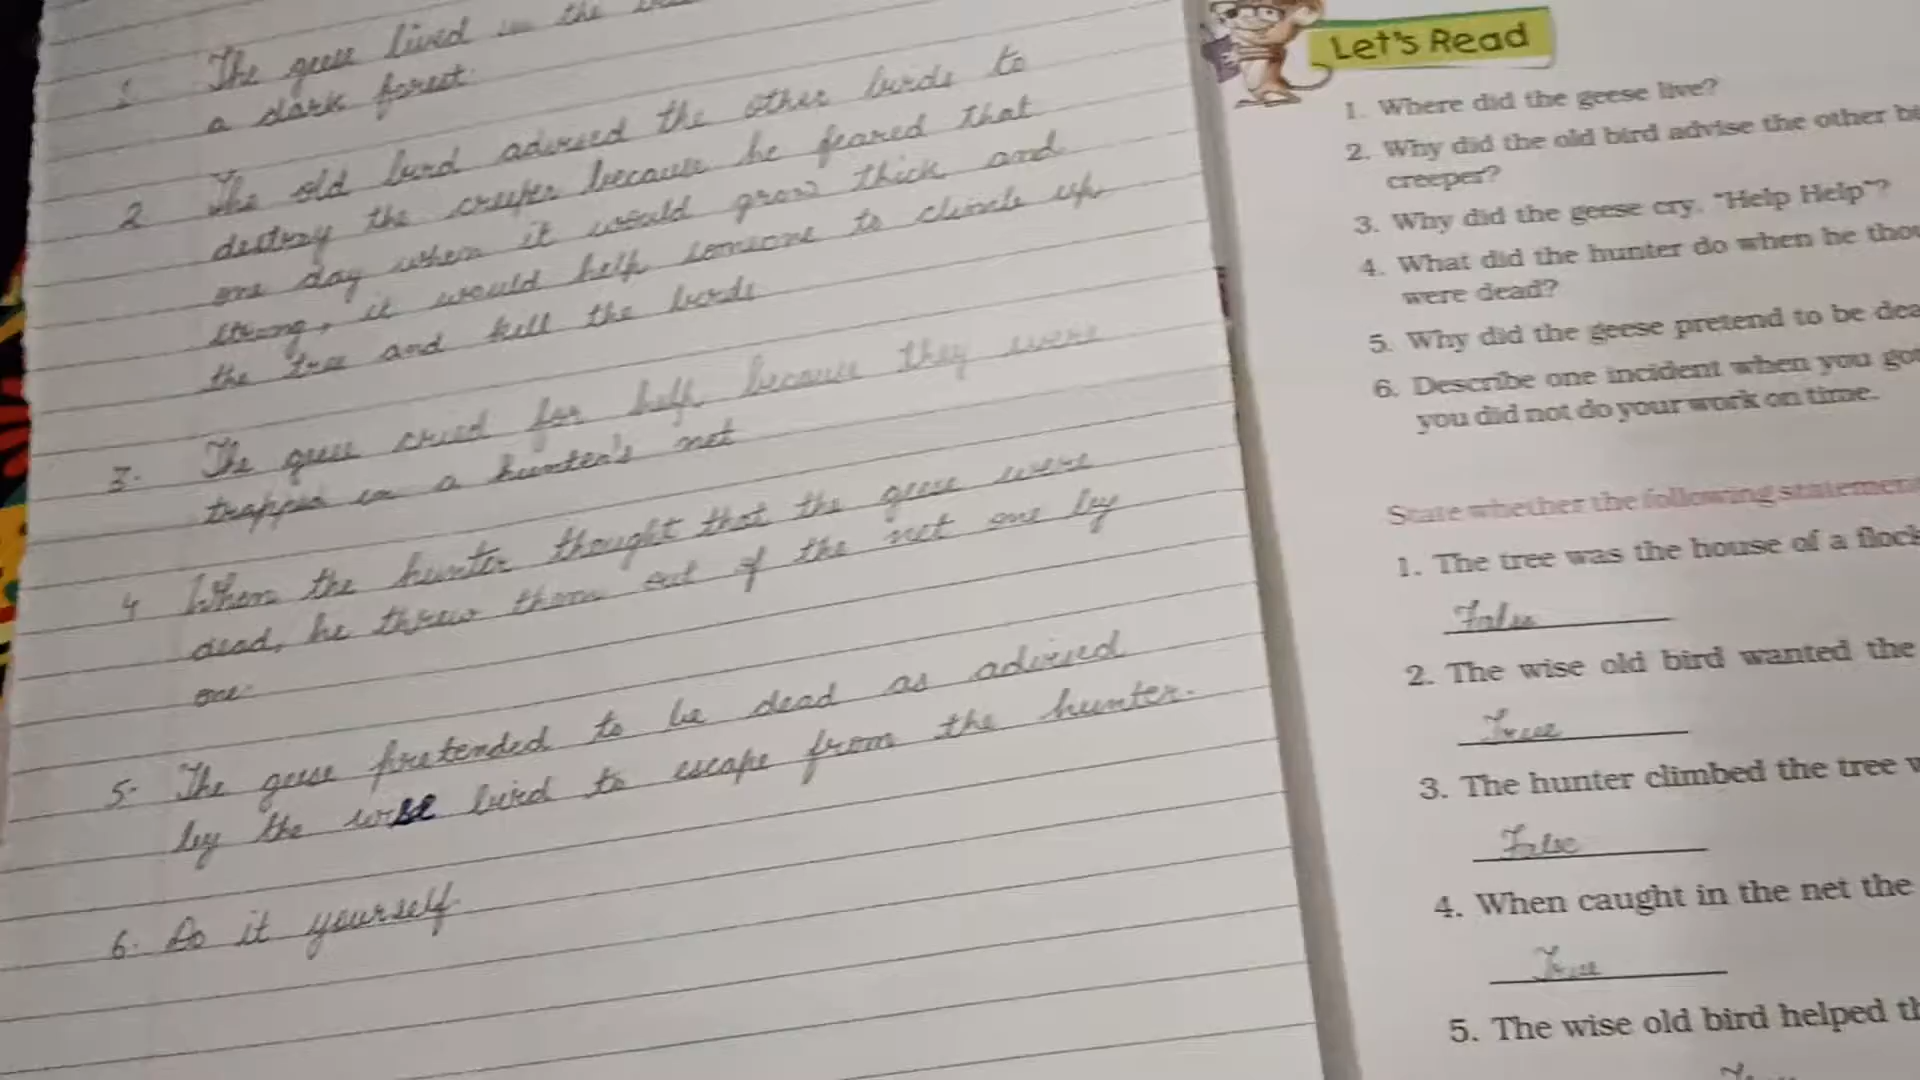 1 The geese lived in the
a dark forest.
2 The old bird advised the other birds to
destroy the creeper because he feared that
one day when it would grow thick and
strong, it would help someone to climb up
the tree and kill the birds
3. The geese cried for help because they were
trapped in a hunter's net
4 When the hunter thought that the geese were
dead, he threw them out of the net one by
one.
5. The geese pretended to be dead as advised
by the wise bird to escape from the hunter.
6. Do it yourself.
Let's Read
1. Where did the geese live?
2. Why did the old bird advise the other
creeper?
3. Why did the geese cry, "Help Help"?
4. What did the hunter do when he
were dead?
5. Why did the geese pretend to be
6. Describe one incident when you got
you did not do your work on time.
State whether the following
1. The tree was the house of a
False
2. The wise old bird wanted the
True
3. The hunter climbed the tree
False
4. When caught in the net the
True
5. The wise old bird helped